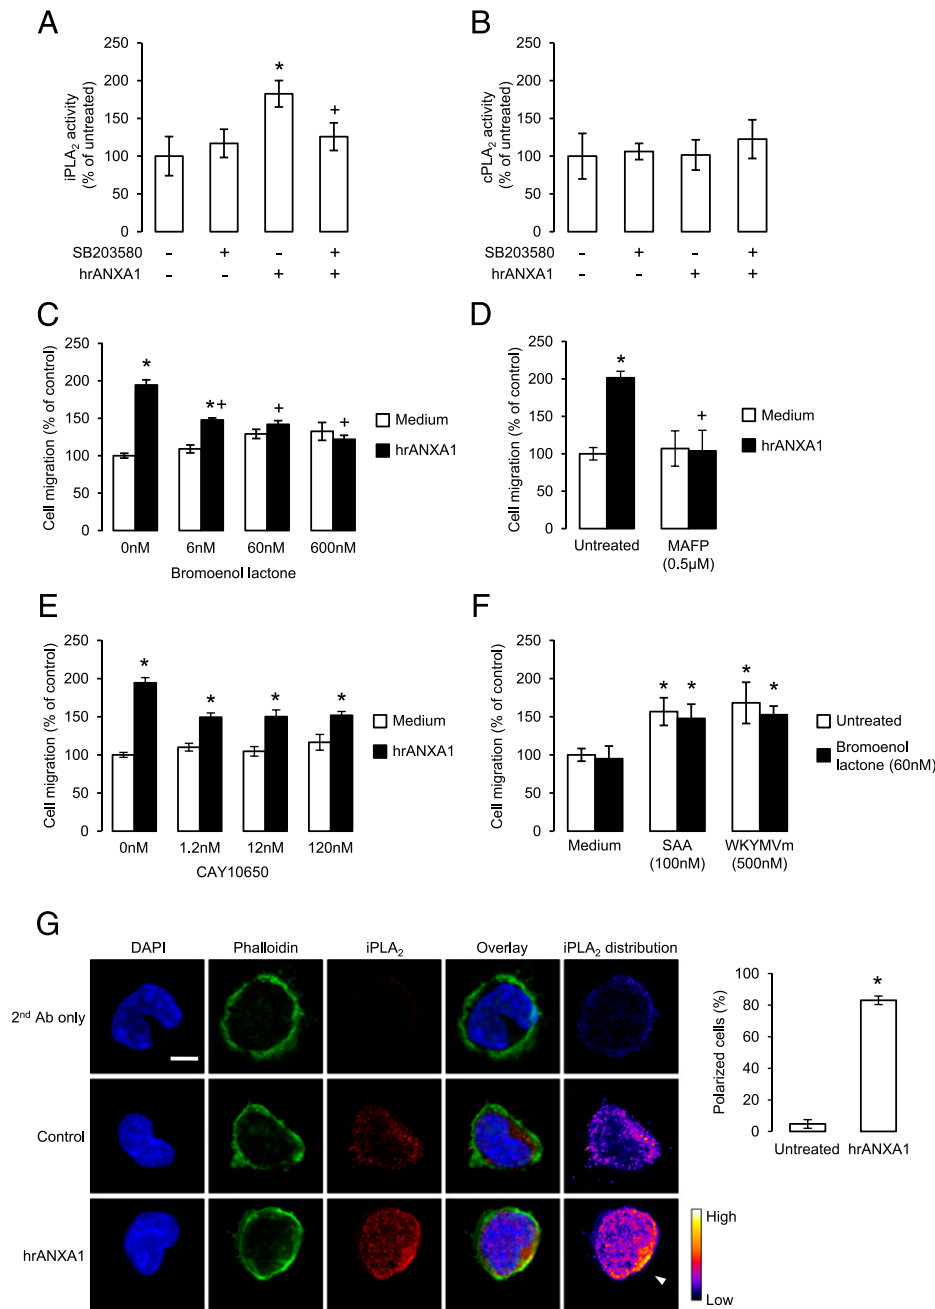 A
iPLA2 activity
(% of untreated)
250
200
150
100
50
0
*
+
SB203580 - + - +
hrANXA1 - - + +
B
cPLA2 activity
(% of untreated)
250
200
150
100
50
0
SB203580 - + - +
hrANXA1 - - + +
C
Cell migration (% of control)
250
200
150
100
50
0
*
*+
+
+
Medium
hrANXA1
0nM 6nM 60nM 600nM
Bromoenol lactone
D
Cell migration (% of control)
250
200
150
100
50
0
*
+
Medium
hrANXA1
Untreated MAFP
(0.5µM)
E
Cell migration (% of control)
250
200
150
100
50
0
*
*
*
*
Medium
hrANXA1
0nM 1.2nM 12nM 120nM
CAY10650
F
Cell migration (% of control)
250
200
150
100
50
0
* *
* *
Untreated
Bromoenol
lactone (60nM)
Medium SAA WKYMVm
(100nM) (500nM)
G
DAPI Phalloidin iPLA2 Overlay iPLA2 distribution
2nd Ab only
Control
hrANXA1
High
Low
Polarized cells (%)
100
80
60
40
20
0
*
Untreated hrANXA1